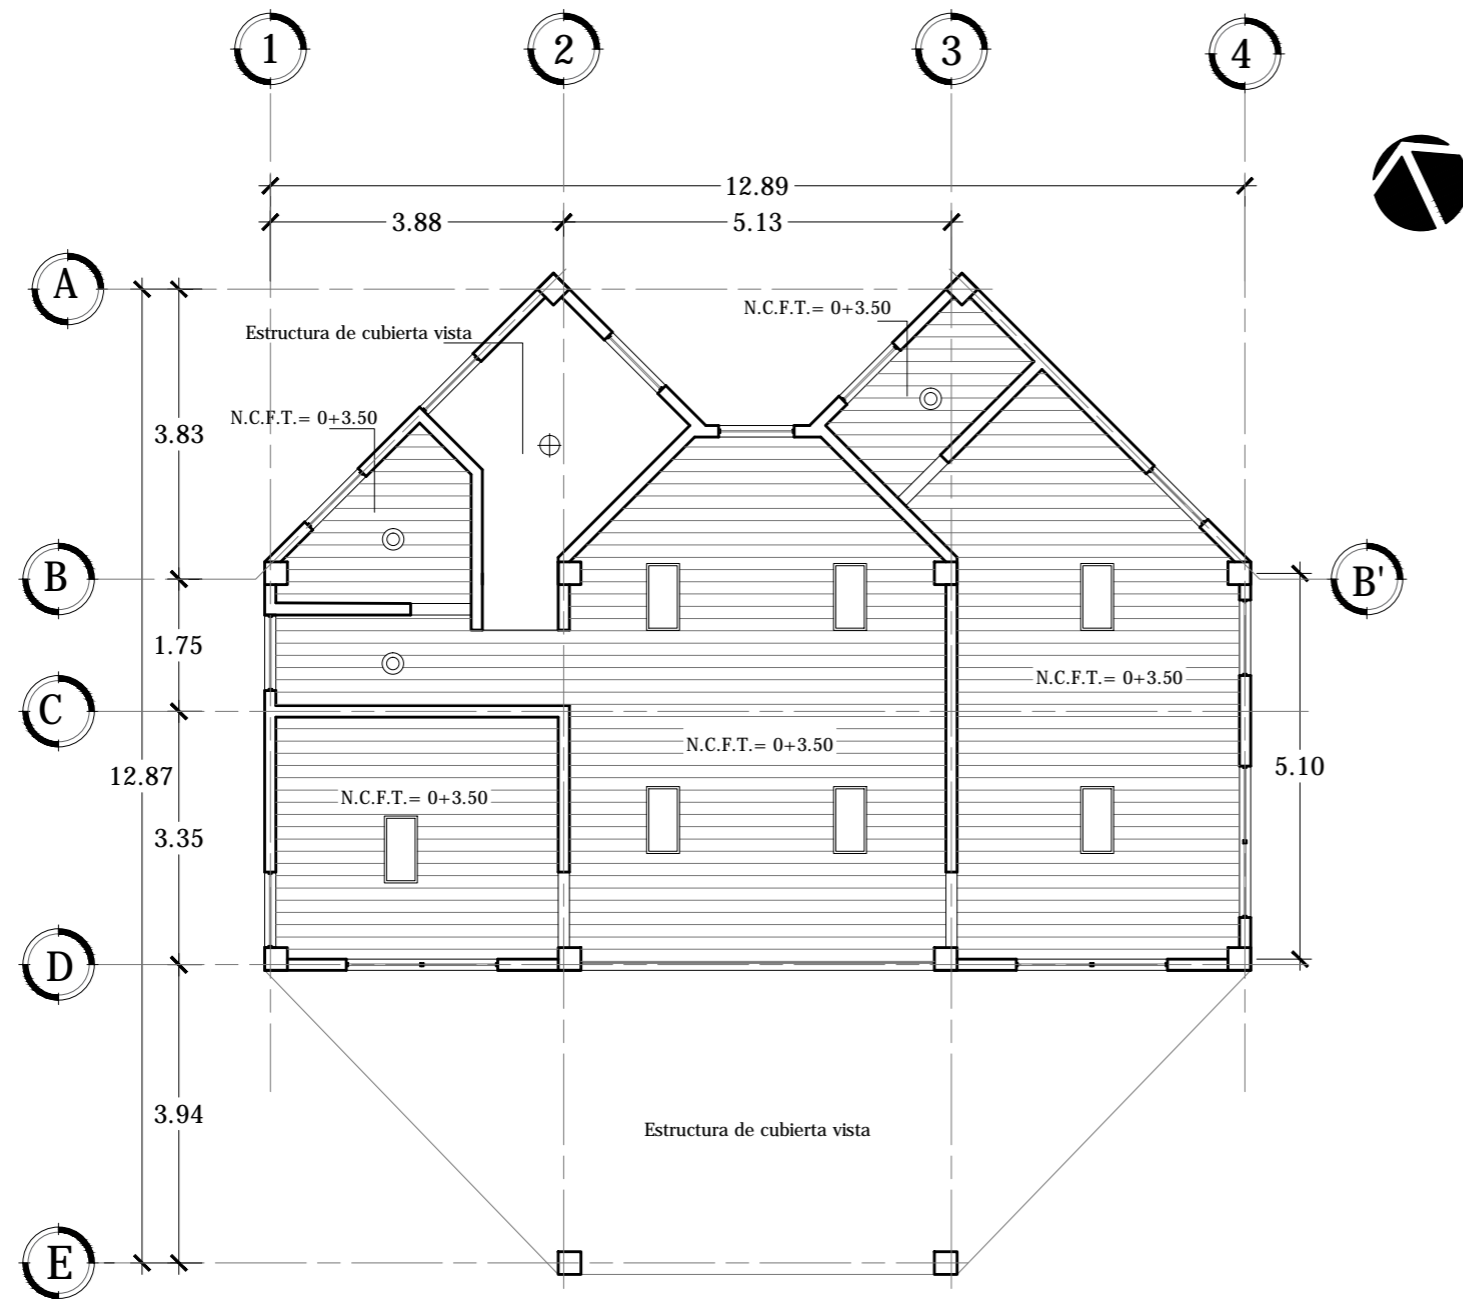 1
2
3
4
12.89
3.88
5.13
A
N.C.F.T.= 0+3.50
Estructura de cubierta vista
N.C.F.T.= 0+3.50
3.83
B
B'
1.75
N.C.F.T.= 0+3.50
C
N.C.F.T.= 0+3.50
12.87
5.10
N.C.F.T.= 0+3.50
3.35
D
3.94
Estructura de cubierta vista
E